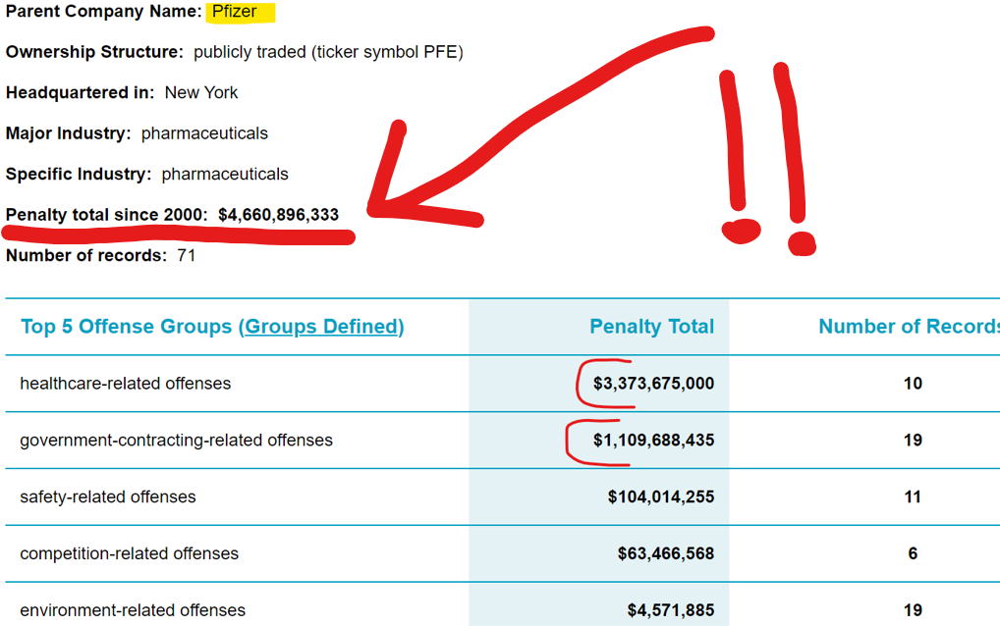 Parent Company Name: Pfizer
Ownership Structure: publicly traded (ticker symbol PFE)
Headquartered in: New York
Major Industry: pharmaceuticals
Specific Industry: pharmaceuticals
Penalty total since 2000: $4,660,896,333
Number of records: 71
!!
Top 5 Offense Groups (Groups Defined) Penalty Total Number of Records
healthcare-related offenses $3,373,675,000 10
government-contracting-related offenses $1,109,688,435 19
safety-related offenses $104,014,255 11
competition-related offenses $63,466,568 6
environment-related offenses $4,571,885 19